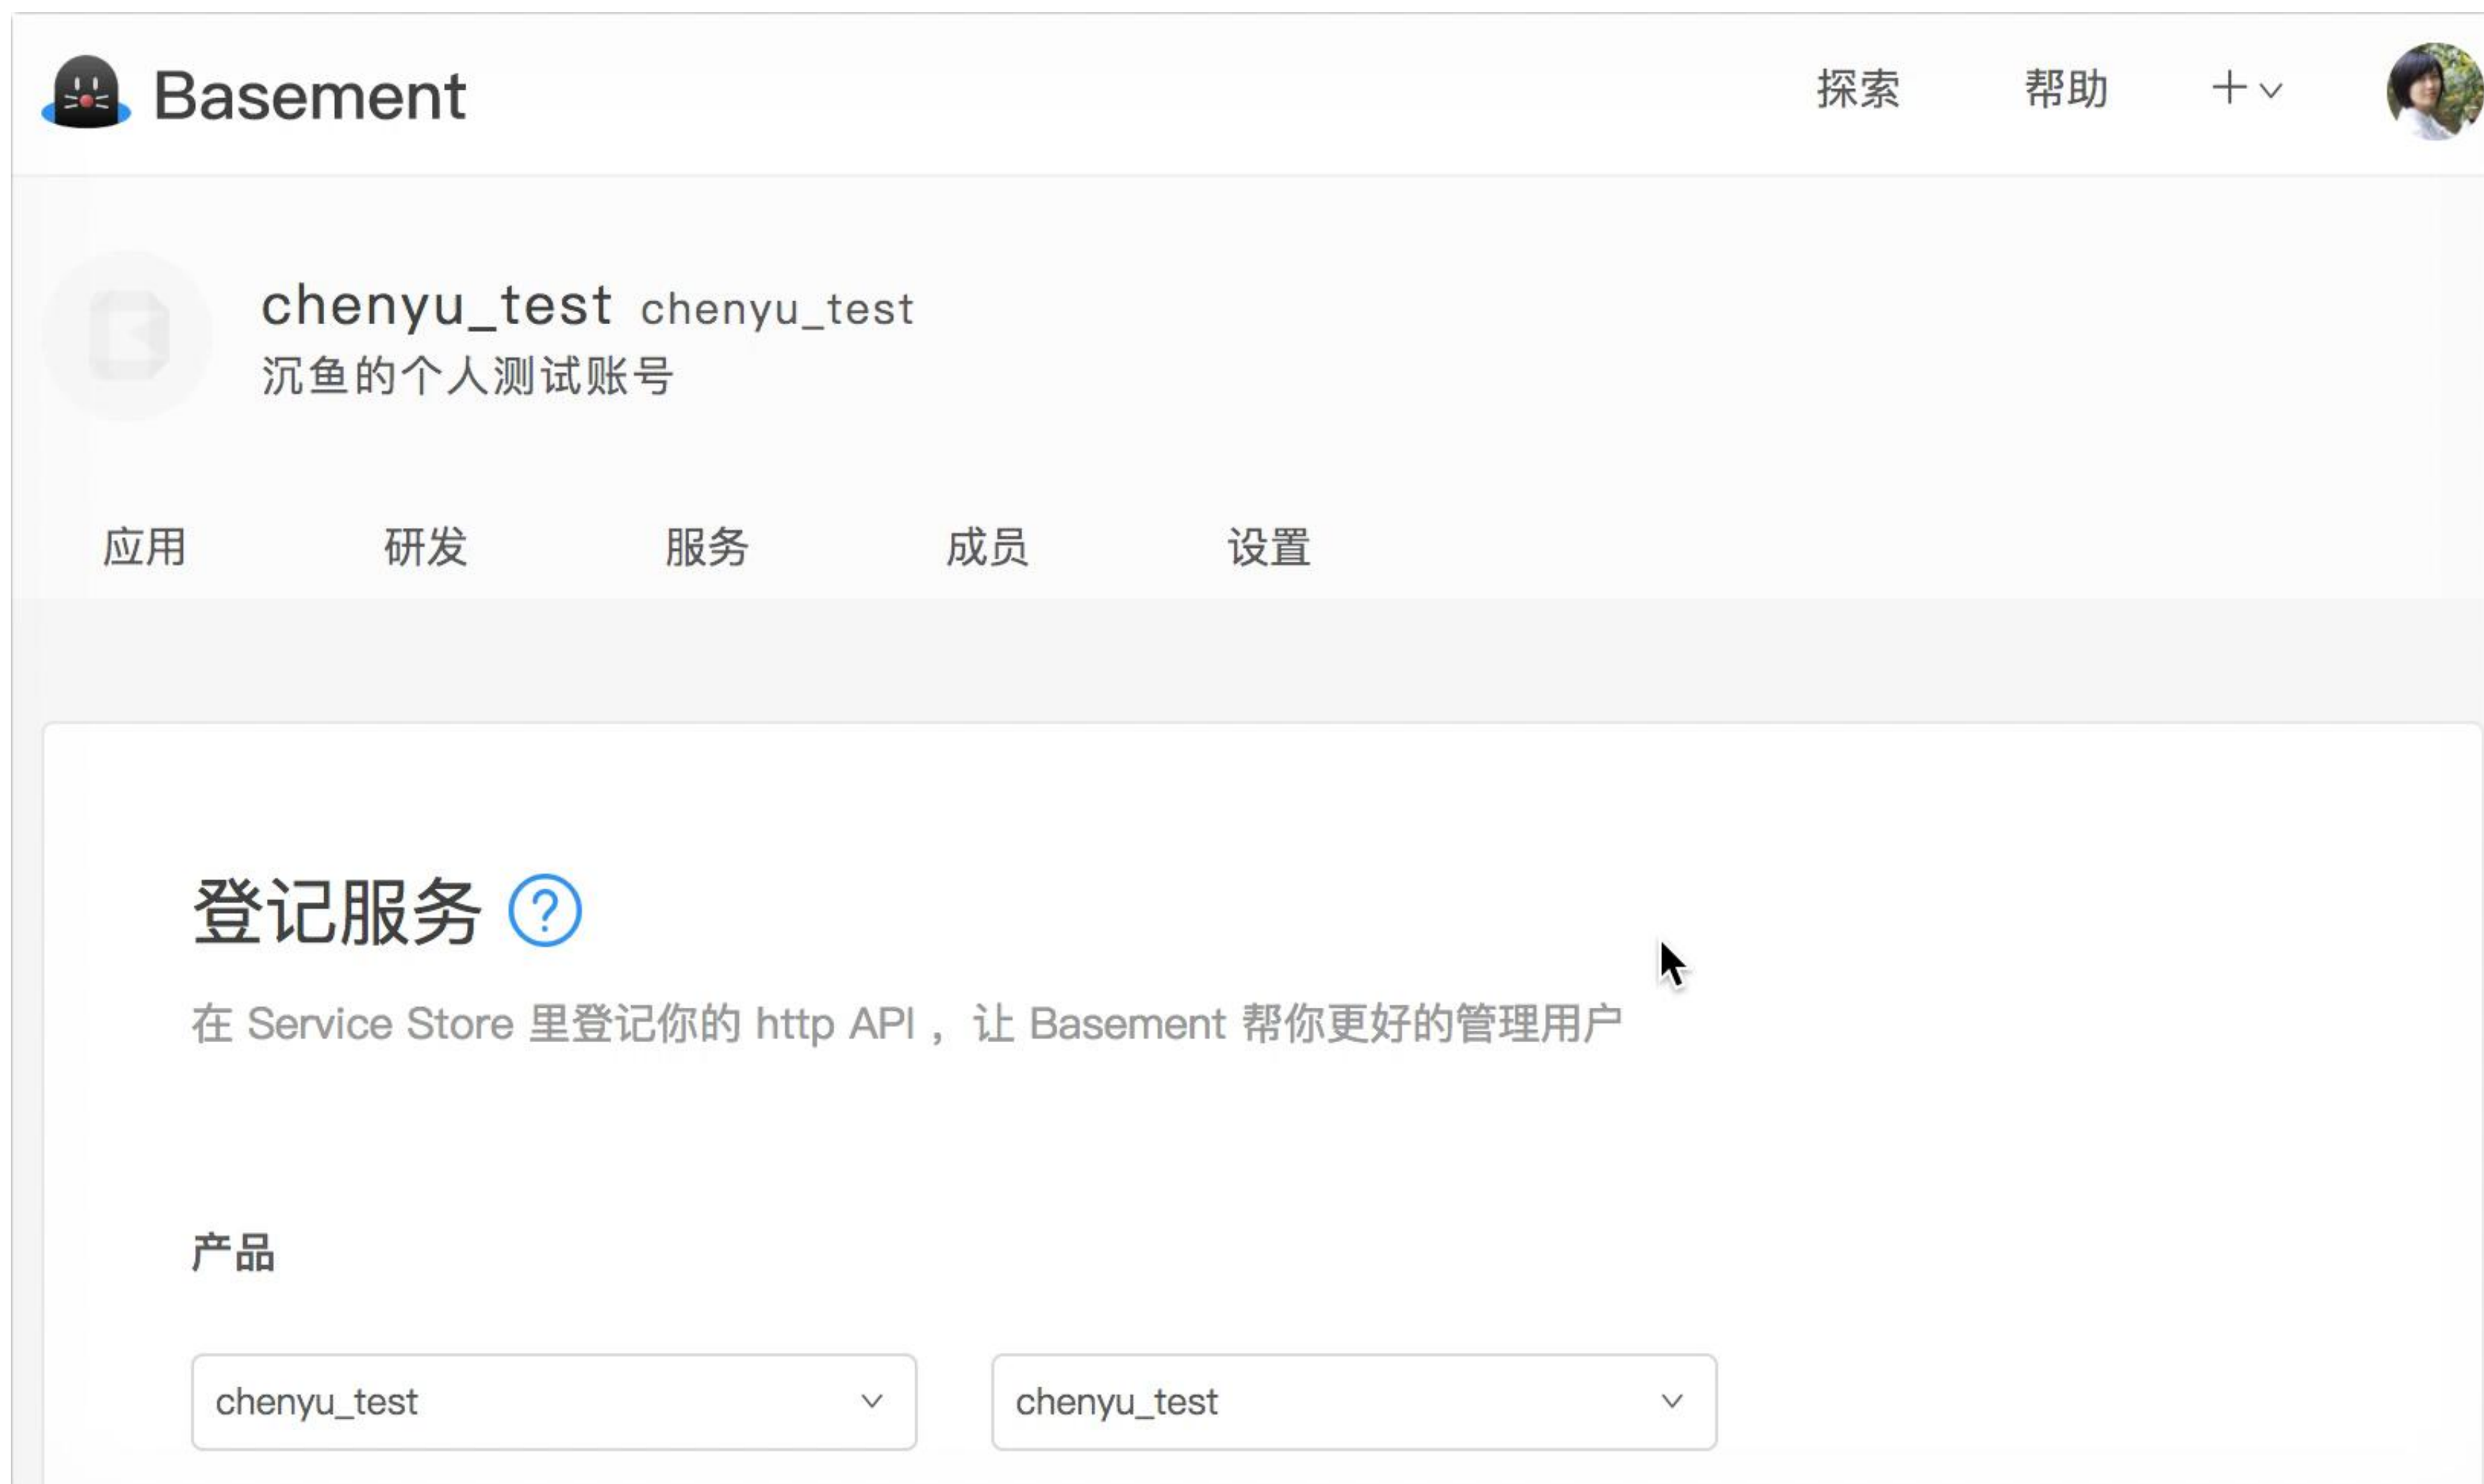 Basement 探索 帮助
chenyu_test chenyu_test
沉鱼的个人测试账号
应用 研发 服务 成员 设置
登记服务
在 Service Store 里登记你的 http API ，让 Basement 帮你更好的管理用户
产品
chenyu_test chenyu_test